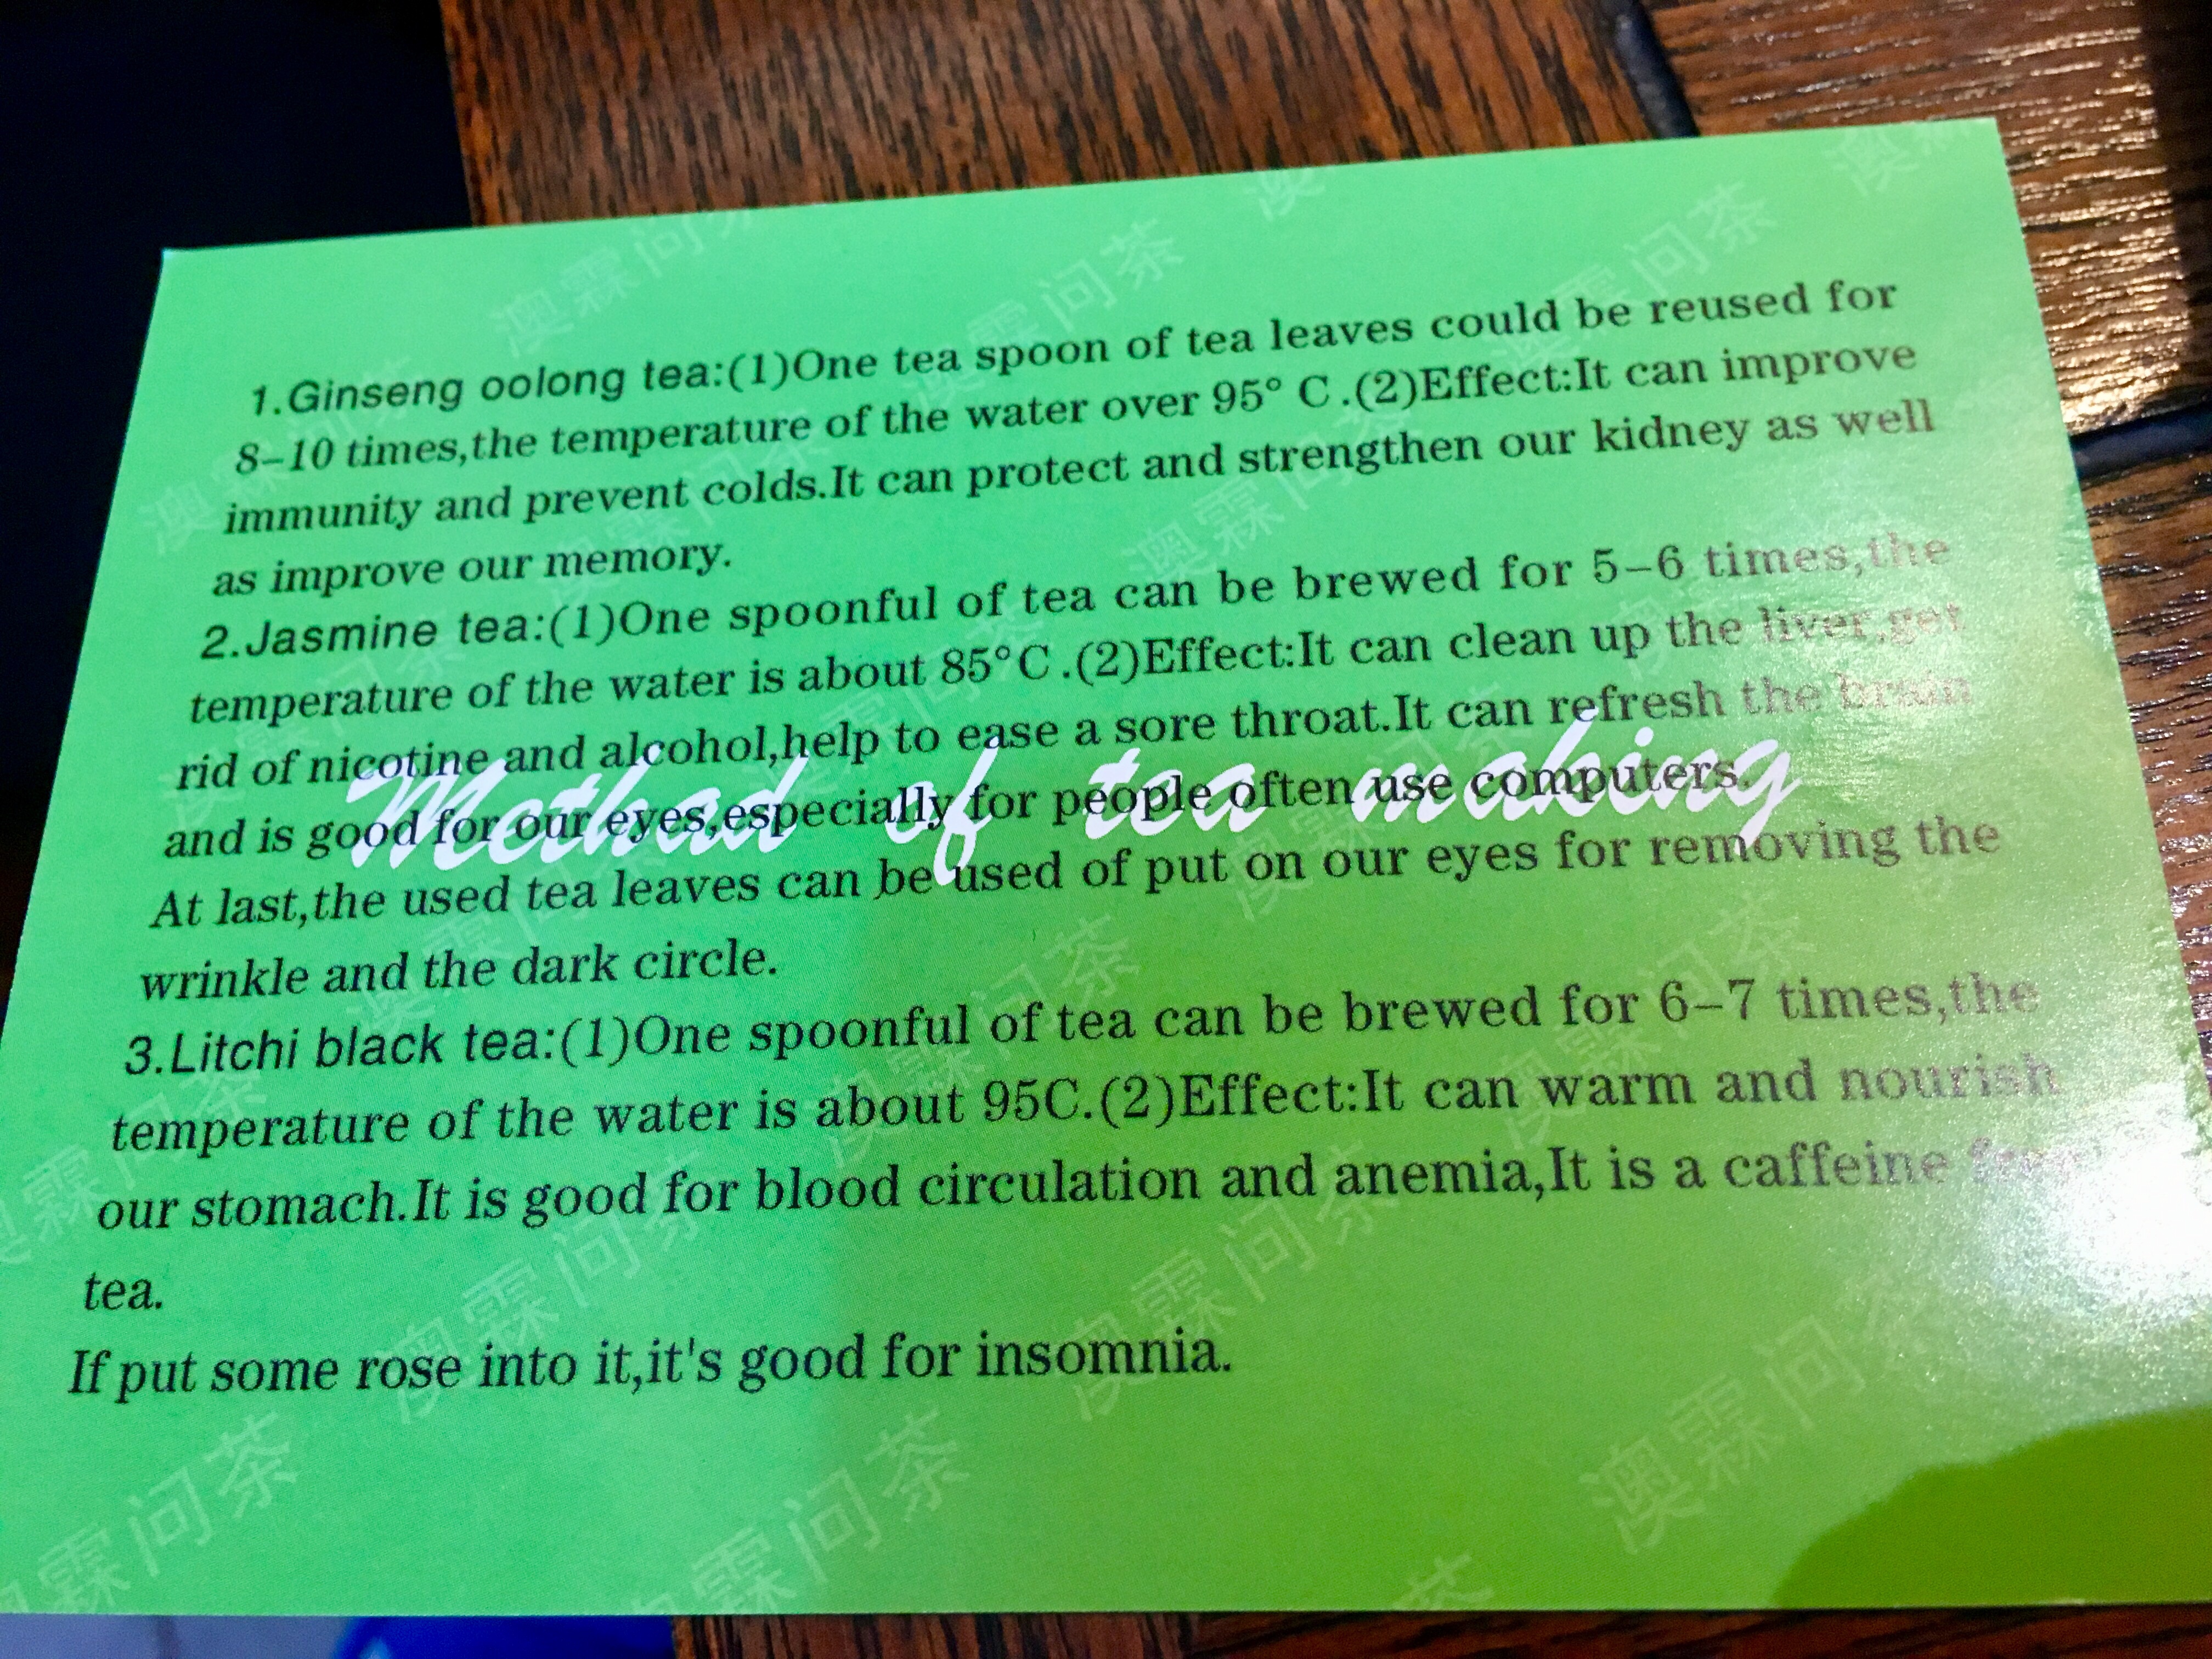 1.Ginseng oolong tea:(1)One tea spoon of tea leaves could be reused for
8-10 times,the temperature of the water over 95° C .(2)Effect:It can improve
immunity and prevent colds.It can protect and strengthen our kidney as well
as improve our memory.
2.Jasmine tea:(1)One spoonful of tea can be brewed for 5-6 times,the
temperature of the water is about 85°C .(2)Effect:It can clean up the liver,get
rid of nicotine and alcohol,help to ease a sore throat.It can refresh the brain
and is good for our eyes,especially for people often use computers.
Method of tea making
At last,the used tea leaves can be used of put on our eyes for removing the
wrinkle and the dark circle.
3.Litchi black tea:(1)One spoonful of tea can be brewed for 6-7 times,the
temperature of the water is about 95C.(2)Effect:It can warm and nourish
our stomach.It is good for blood circulation and anemia,It is a caffeine
tea.
If put some rose into it,it's good for insomnia.
澳霖问茶